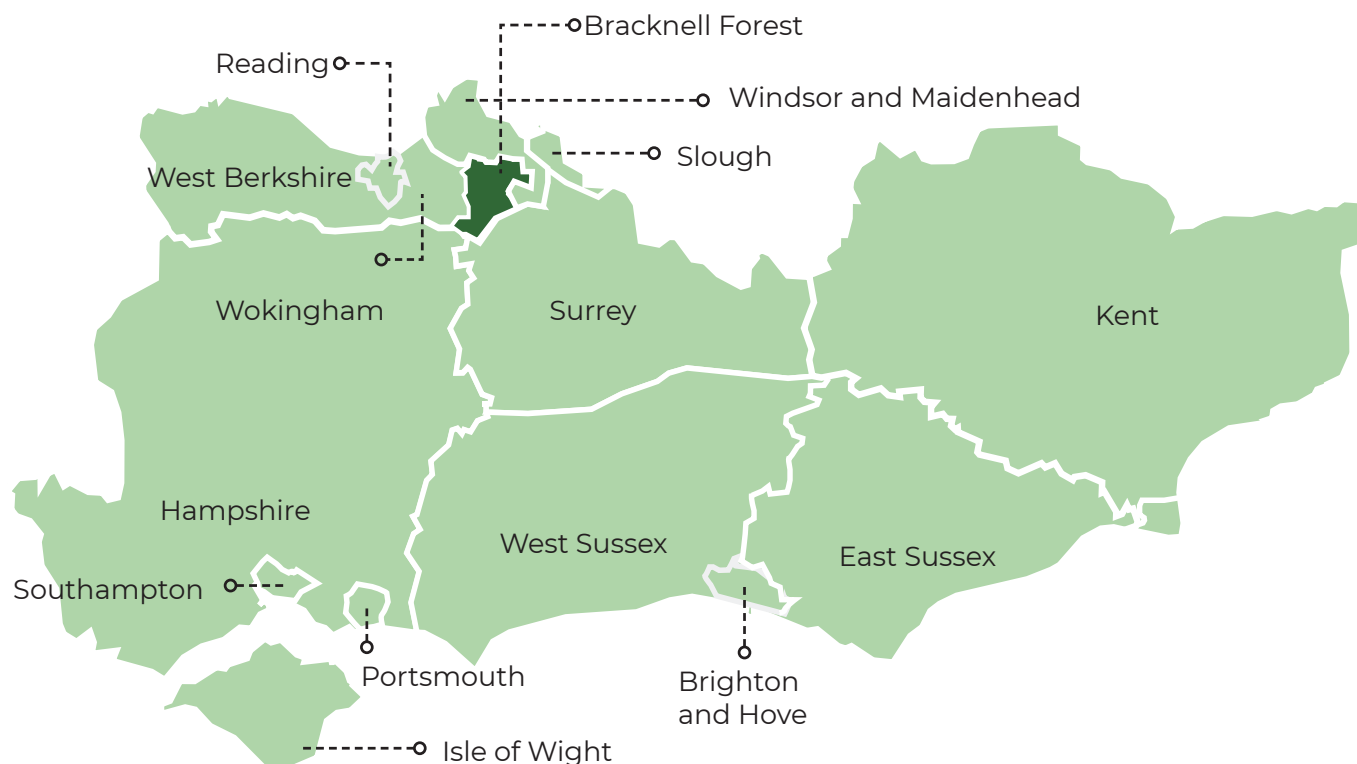 Bracknell Forest
Reading
Windsor and Maidenhead
Slough
West Berkshire
Wokingham
Surrey
Kent
Hampshire
West Sussex
East Sussex
Southampton
Portsmouth
Brighton
and Hove
Isle of Wight